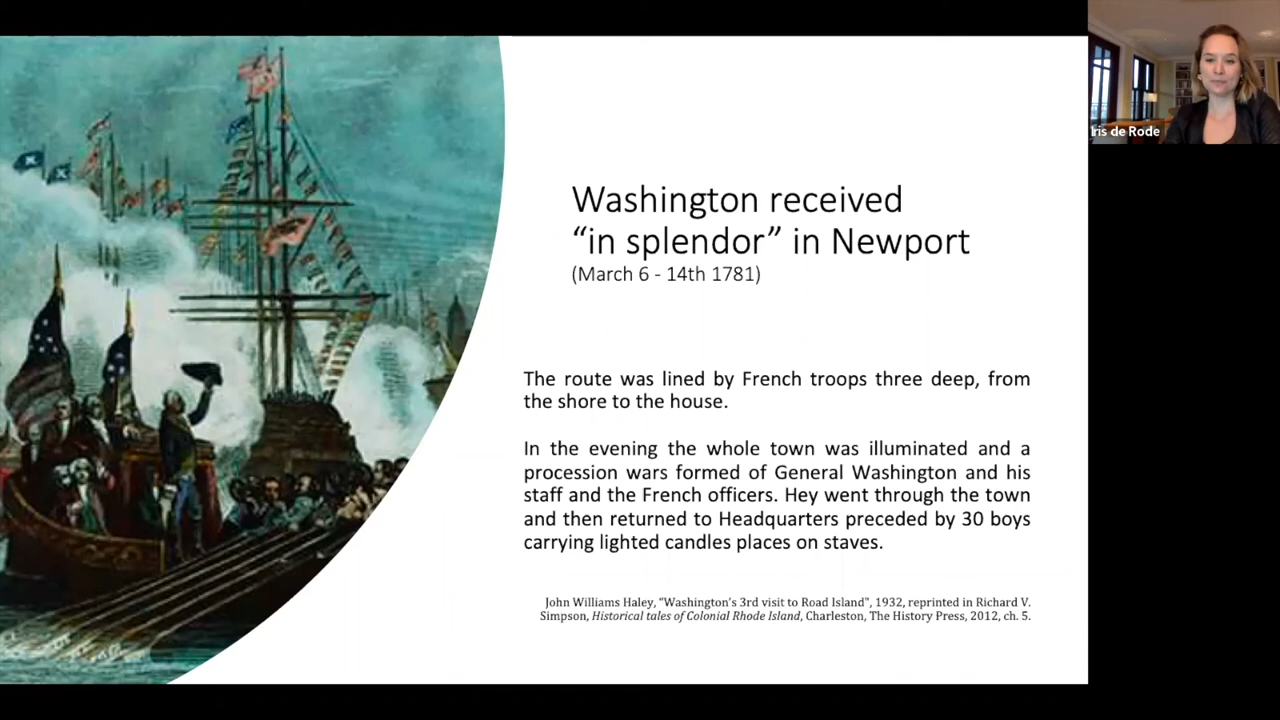 Iris de Rode
Washington received
“in splendor” in Newport
(March 6 - 14th 1781)
The route was lined by French troops three deep, from
the shore to the house.
In the evening the whole town was illuminated and a
procession wars formed of General Washington and his
staff and the French officers. Hey went through the town
and then returned to Headquarters preceded by 30 boys
carrying lighted candles places on staves.
John Williams Haley, “Washington's 3rd visit to Road Island”, 1932, reprinted in Richard V.
Simpson, Historical tales of Colonial Rhode Island, Charleston, The History Press, 2012, ch. 5.